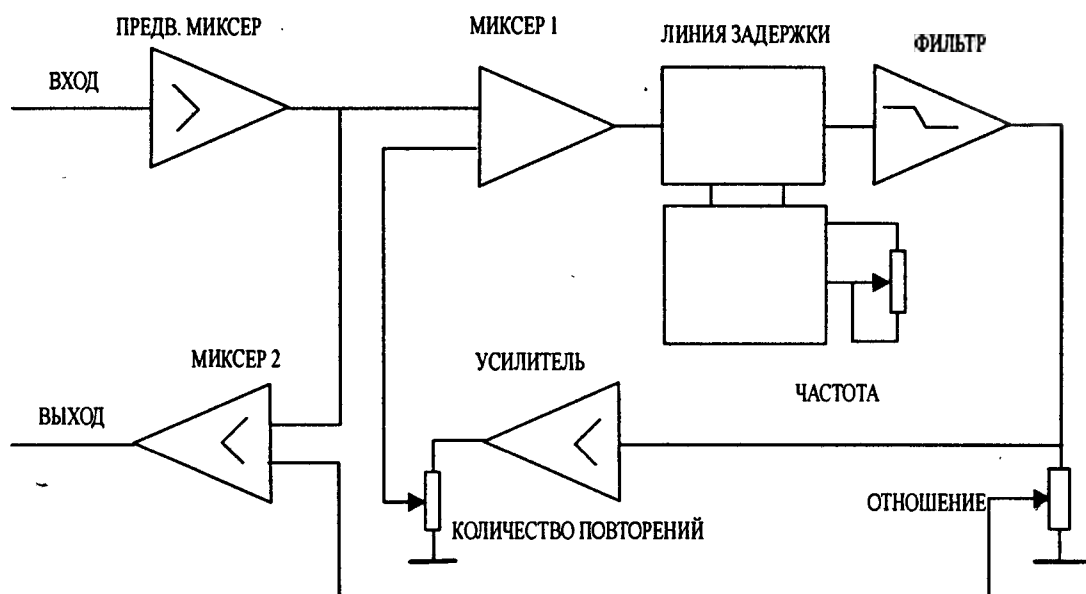 ПРЕДВ. МИКСЕР
МИКСЕР 1
ЛИНИЯ ЗАДЕРЖКИ
ФИЛЬТР
ВХОД
МИКСЕР 2
УСИЛИТЕЛЬ
ЧАСТОТА
ВЫХОД
ОТНОШЕНИЕ
КОЛИЧЕСТВО ПОВТОРЕНИЙ